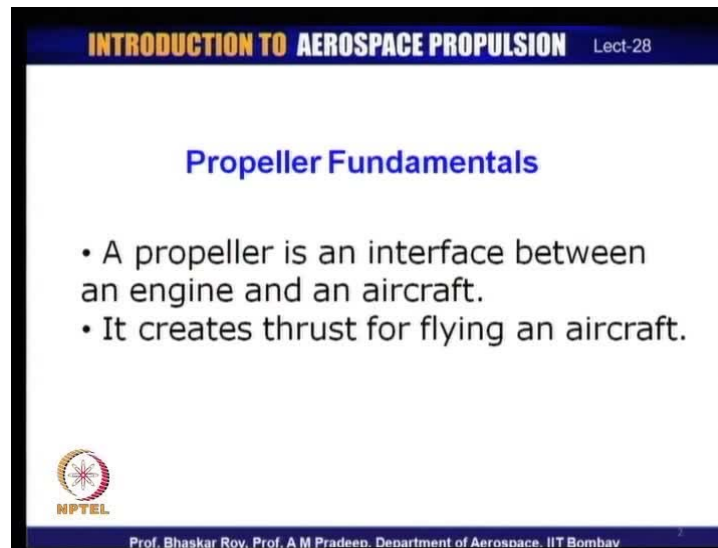 INTRODUCTION TO AEROSPACE PROPULSION Lect-28
Propeller Fundamentals
• A propeller is an interface between
an engine and an aircraft.
• It creates thrust for flying an aircraft.
NPTEL
Prof. Bhaskar Roy, Prof. A M Pradeep, Department of Aerospace, IIT Bombay
2